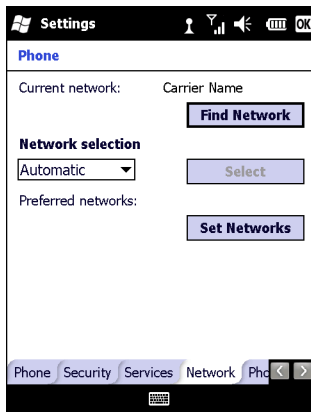 Settings
OK
Phone
Current network: Carrier Name
Find Network
Network selection
Automatic
Select
Preferred networks:
Set Networks
Phone Security Services Network Pho